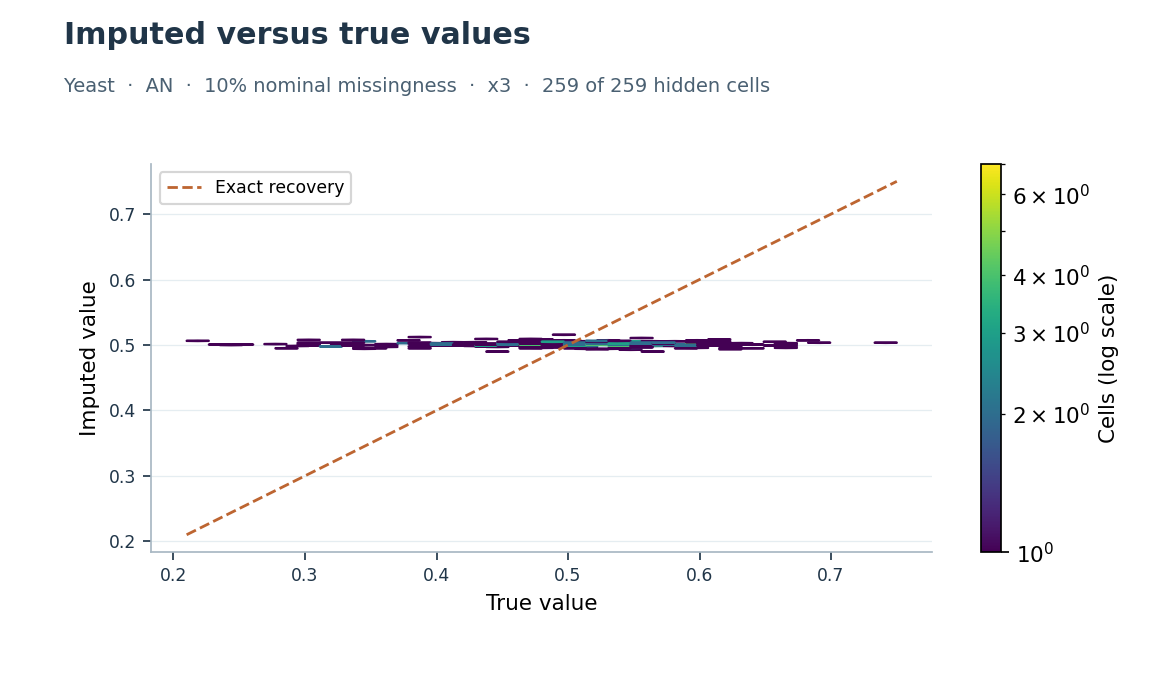 Imputed versus true values
Yeast · AN · 10% nominal missingness · x3 · 259 of 259 hidden cells
Exact recovery
0.7
0.6
0.5
0.4
0.3
0.2
Imputed value
0.2 0.3 0.4 0.5 0.6 0.7
True value
6 × 10⁰
4 × 10⁰
3 × 10⁰
2 × 10⁰
10⁰
Cells (log scale)